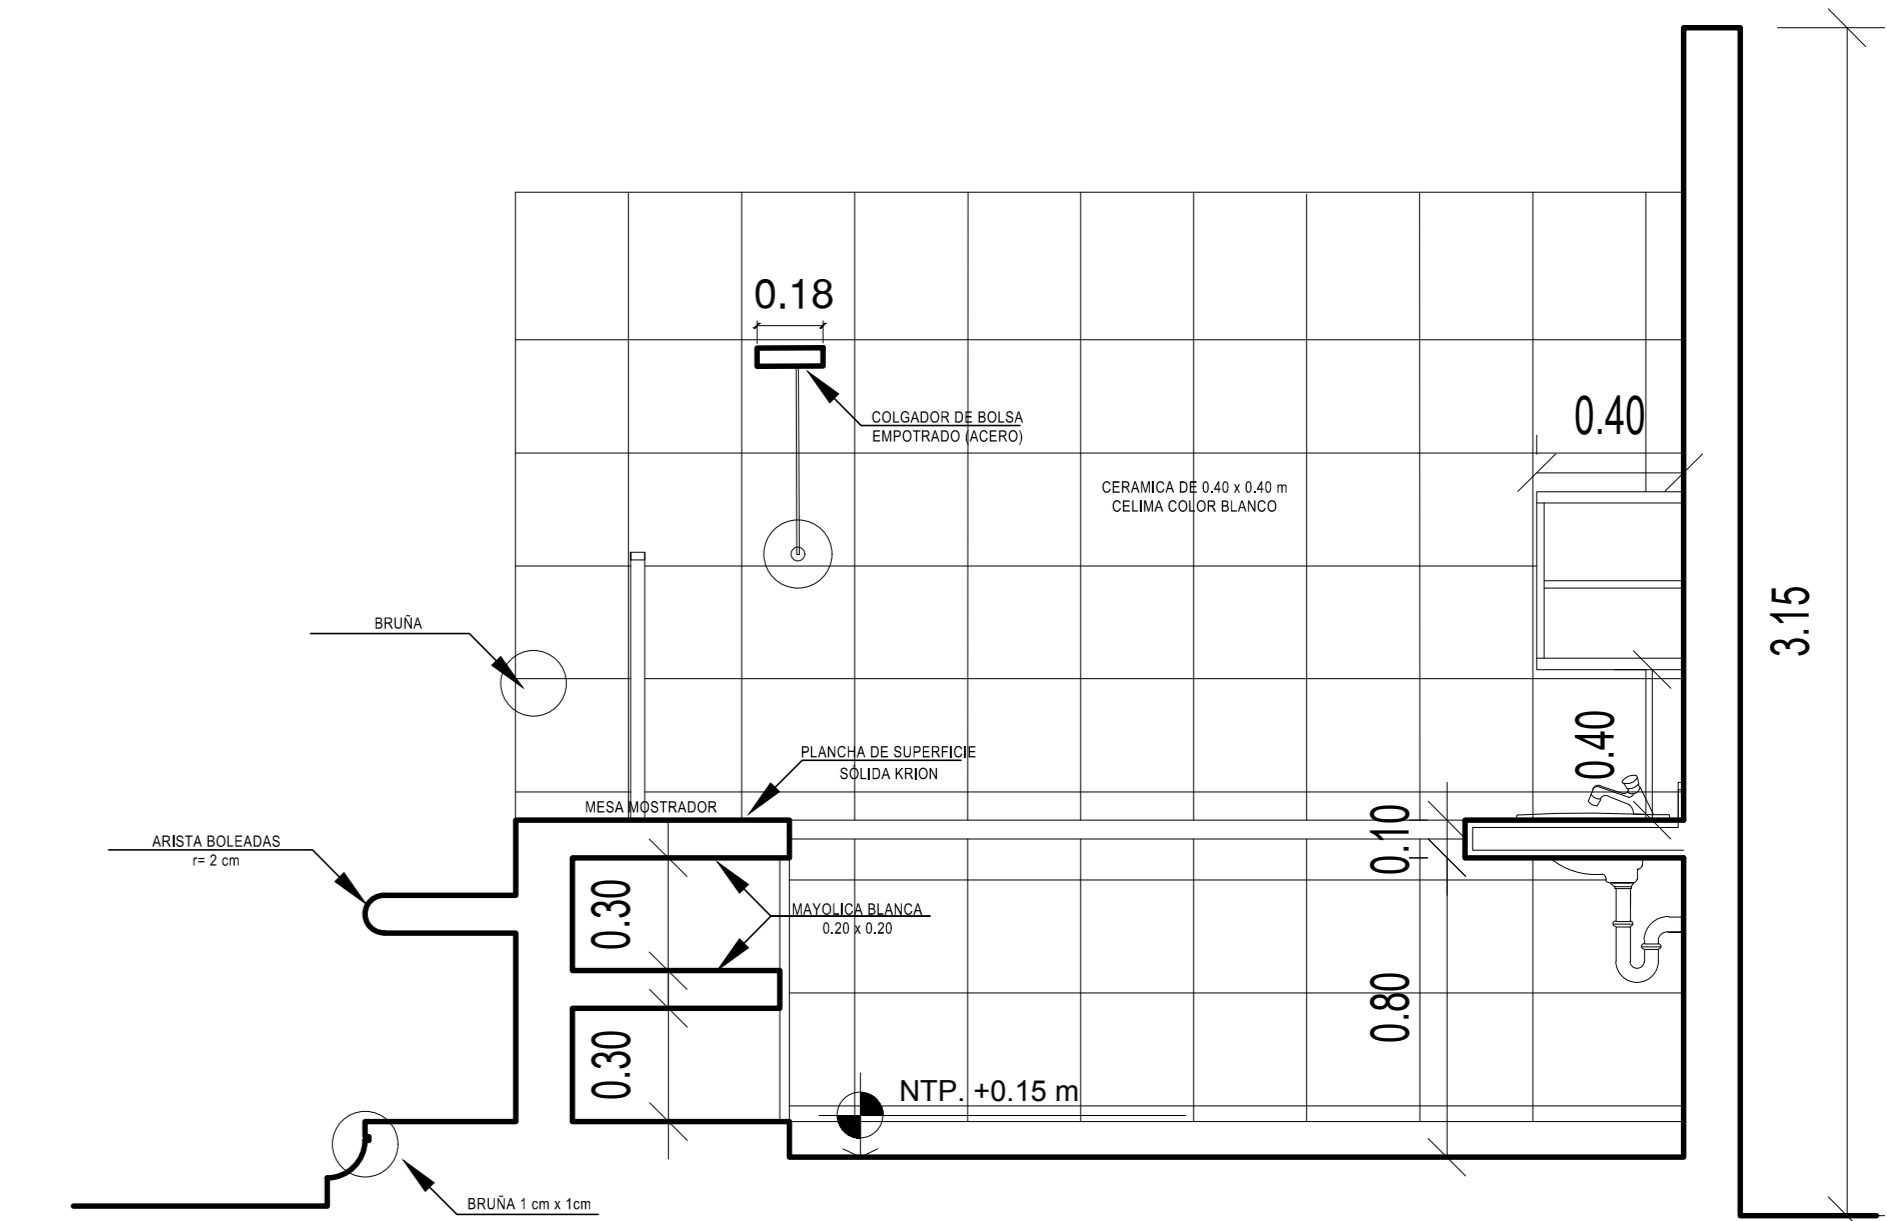 0.18
COLGADOR DE BOLSA
EMPOTRADO (ACERO)
0.40
CERAMICA DE 0.40 x 0.40 m
CELIMA COLOR BLANCO
3.15
BRUÑA
0.40
PLANCHA DE SUPERFICIE
SÓLIDA KRION
MESA MOSTRADOR
0.10
ARISTA BOLEADAS
r= 2 cm
0.30
MAYOLICA BLANCA
0.20 x 0.20
0.80
0.30
NTP. +0.15 m
BRUÑA 1 cm x 1cm